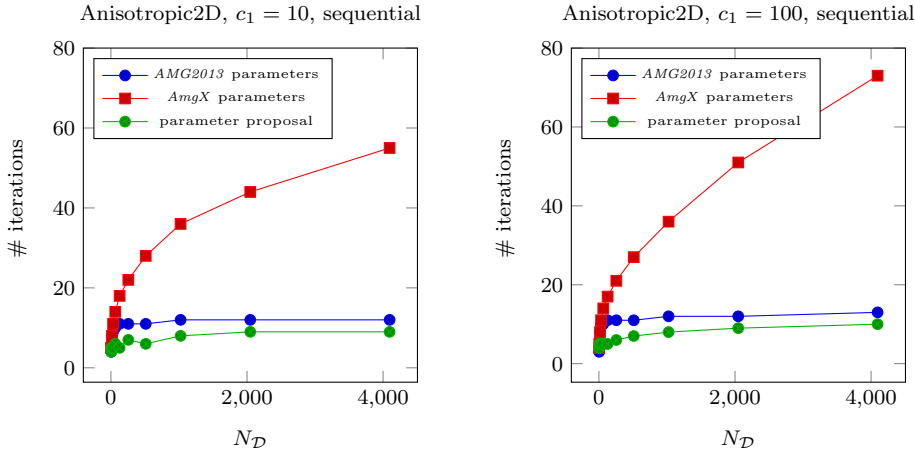 Anisotropic2D, c₁ = 10, sequential
80
60
40
20
0
# iterations
AMG2013 parameters
AmgX parameters
parameter proposal
0
2,000
4,000
N𝒟
Anisotropic2D, c₁ = 100, sequential
80
60
40
20
0
# iterations
AMG2013 parameters
AmgX parameters
parameter proposal
0
2,000
4,000
N𝒟